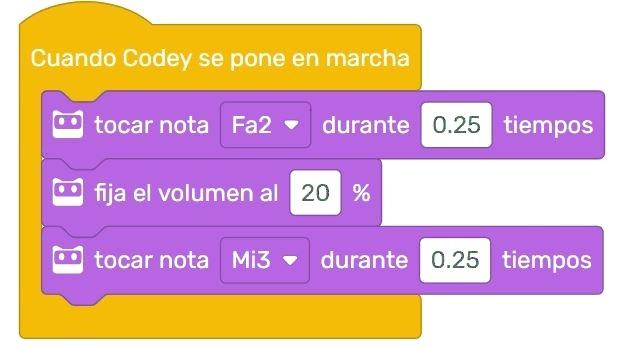 Cuando Codey se pone en marcha
tocar nota Fa2 durante 0.25 tiempos
fija el volumen al 20 %
tocar nota Mi3 durante 0.25 tiempos